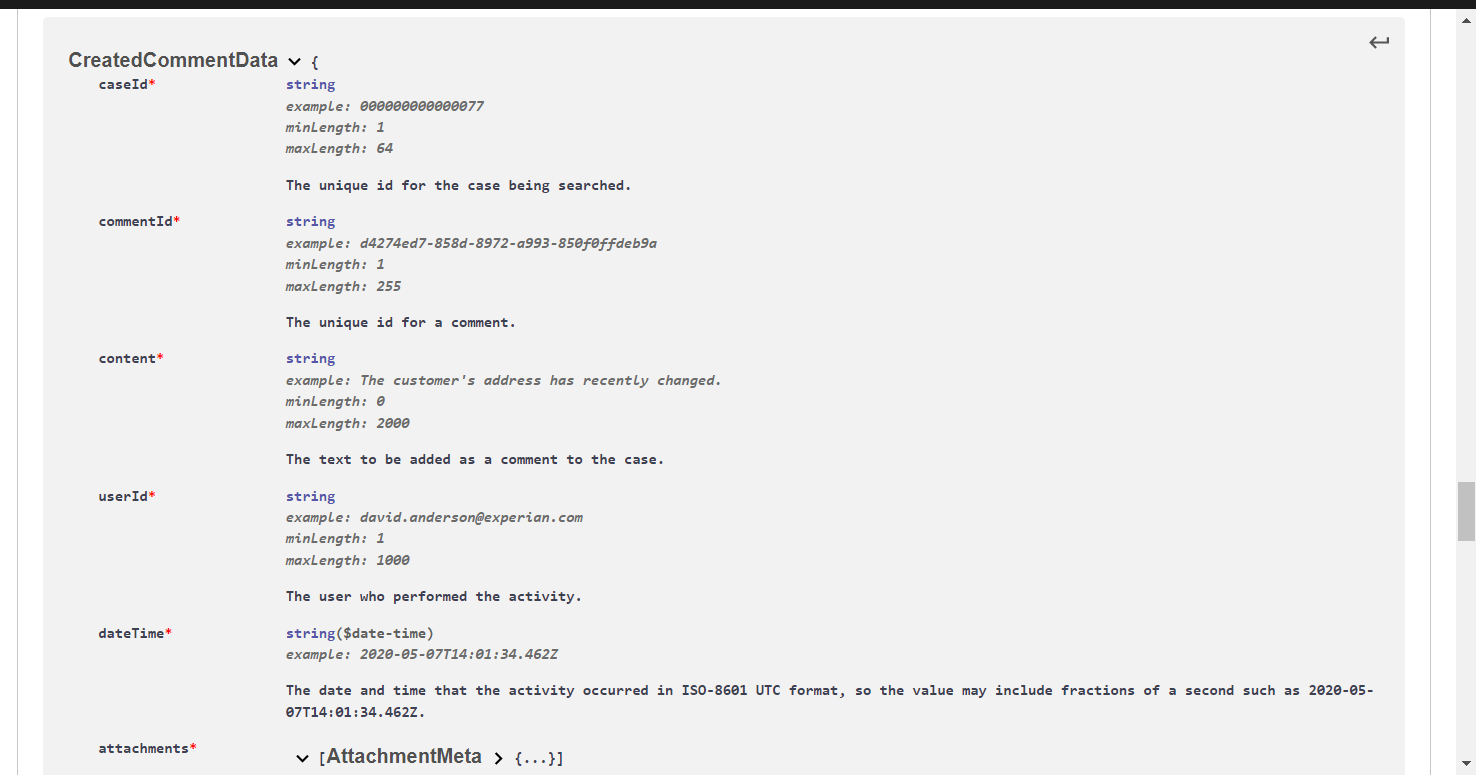 CreatedCommentData {
caseId* string
example: 000000000000077
minLength: 1
maxLength: 64
The unique id for the case being searched.
commentId* string
example: d4274ed7-858d-8972-a993-850f0ffdeb9a
minLength: 1
maxLength: 255
The unique id for a comment.
content* string
example: The customer's address has recently changed.
minLength: 0
maxLength: 2000
The text to be added as a comment to the case.
userId* string
example: david.anderson@experian.com
minLength: 1
maxLength: 1000
The user who performed the activity.
dateTime* string($date-time)
example: 2020-05-07T14:01:34.462Z
The date and time that the activity occurred in ISO-8601 UTC format, so the value may include fractions of a second such as 2020-05-
07T14:01:34.462Z.
attachments* [AttachmentMeta {...}]